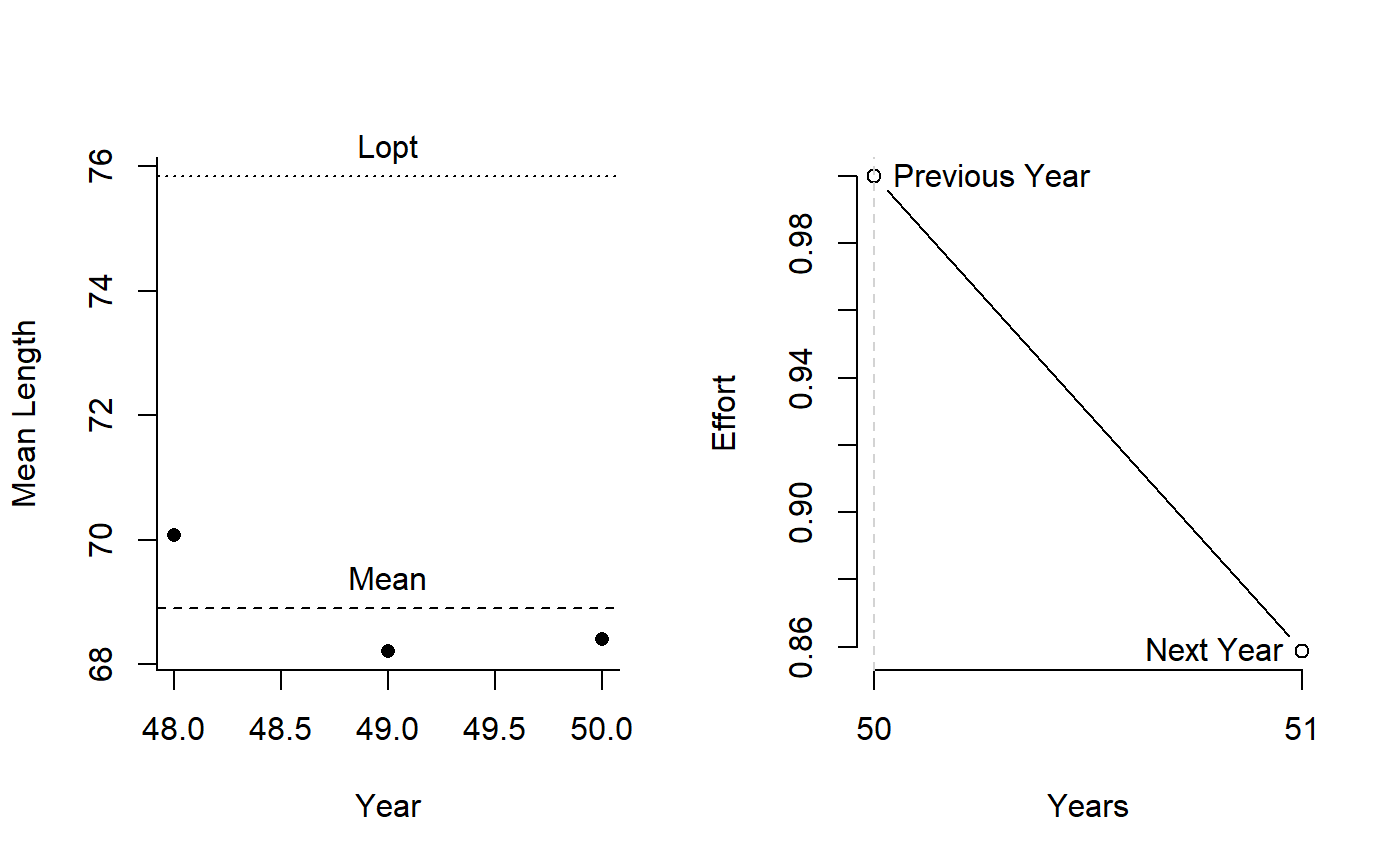 Lopt
Mean
Mean Length
76
74
72
70
68
48.0 48.5 49.0 49.5 50.0
Year
Previous Year
Next Year
Effort
0.98
0.94
0.90
0.86
50 51
Years